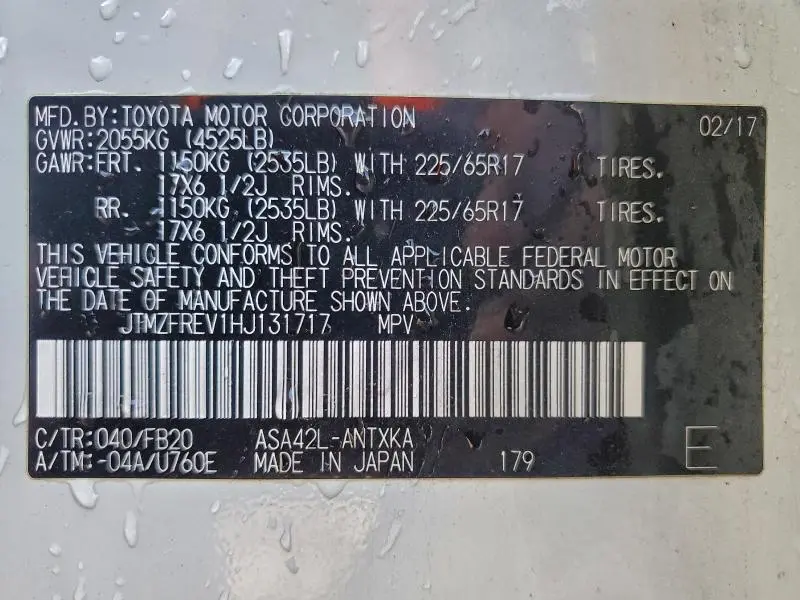 MFD.BY:TOYOTA MOTOR CORPORATION 02/17
GVWR:2055KG (4525LB)
GAWR:FRT. 1150KG (2535LB) WITH 225/65R17 TIRES.
17X6 1/2J RIMS.
RR. 1150KG (2535LB) WITH 225/65R17 TIRES.
17X6 1/2J RIMS.
THIS VEHICLE CONFORMS TO ALL APPLICABLE FEDERAL MOTOR
VEHICLE SAFETY AND THEFT PREVENTION STANDARDS IN EFFECT ON
THE DATE OF MANUFACTURE SHOWN ABOVE.
JTMZFREV1HJ131717 MPV
C/TR:040/FB20 ASA42L-ANTXKA
A/TM:-04A/U760E MADE IN JAPAN 179 E